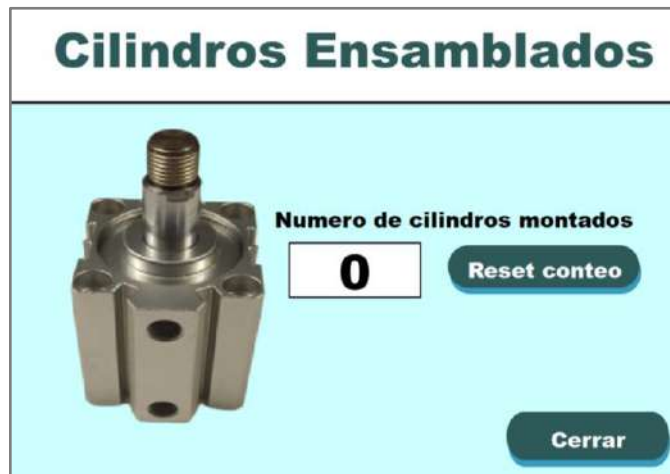 Cilindros Ensamblados
Numero de cilindros montados
0
Reset conteo
Cerrar